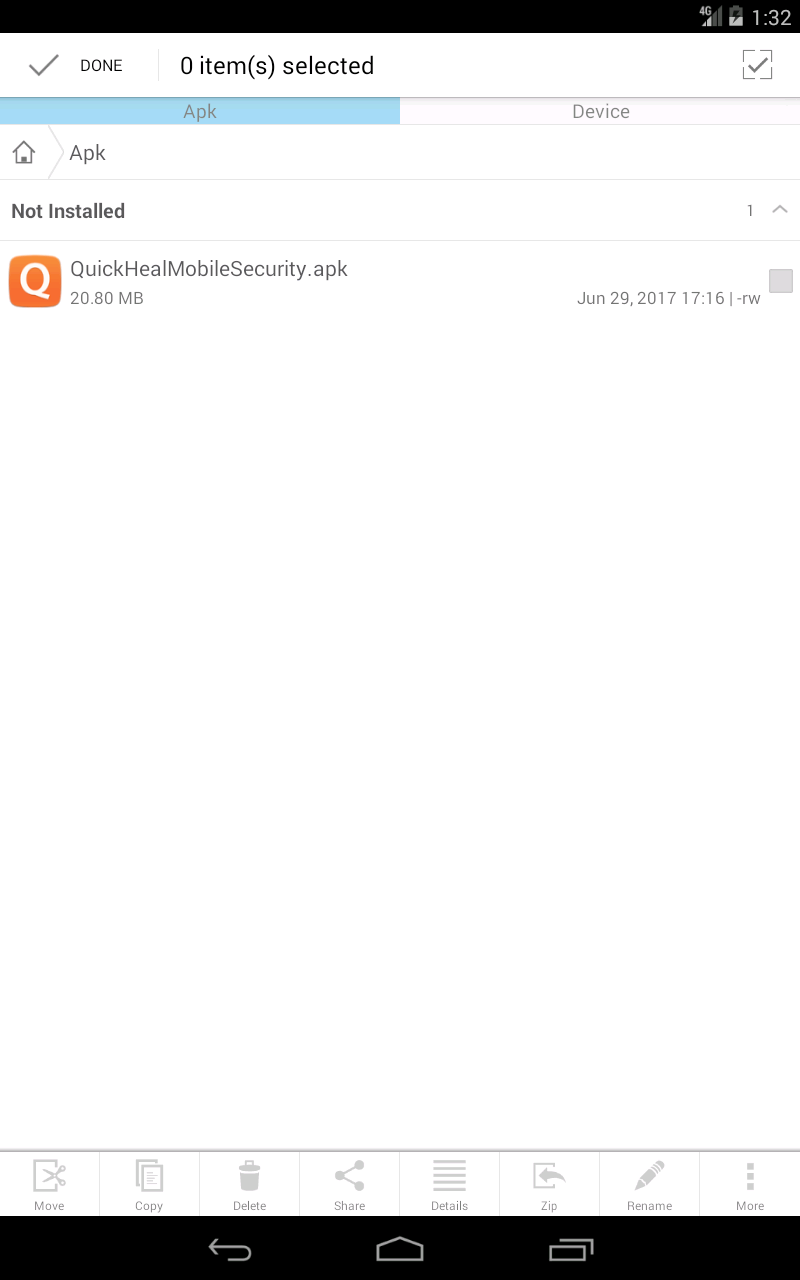 4G 1:32
DONE 0 item(s) selected
Apk Device
Apk
Not Installed 1
Q QuickHealMobileSecurity.apk
20.80 MB Jun 29, 2017 17:16 | -rw
Move Copy Delete Share Details Zip Rename More